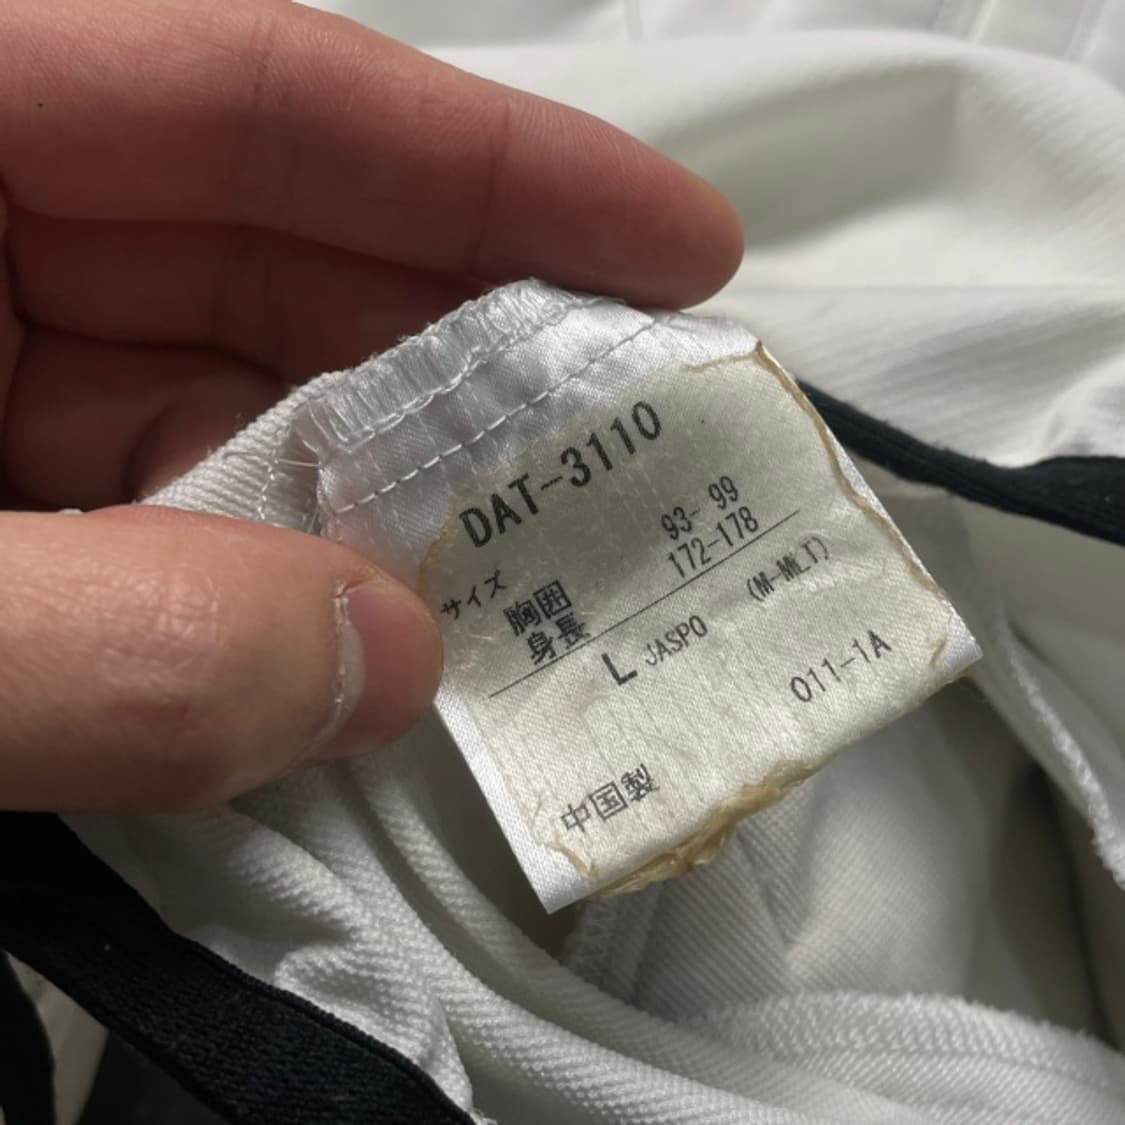 DAT-3110
サイズ
胸囲 93- 99
身長 172-178
L JASPO (M-M㇄T)
011-1A
中国製